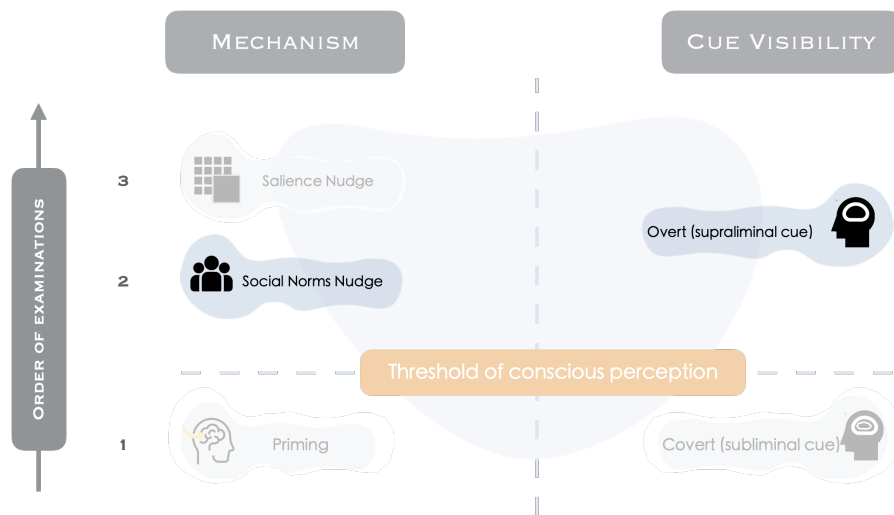 MECHANISM
CUE VISIBILITY
ORDER OF EXAMINATIONS
3
Salience Nudge
Overt (supraliminal cue)
2
Social Norms Nudge
Threshold of conscious perception
1
Priming
Covert (subliminal cue)